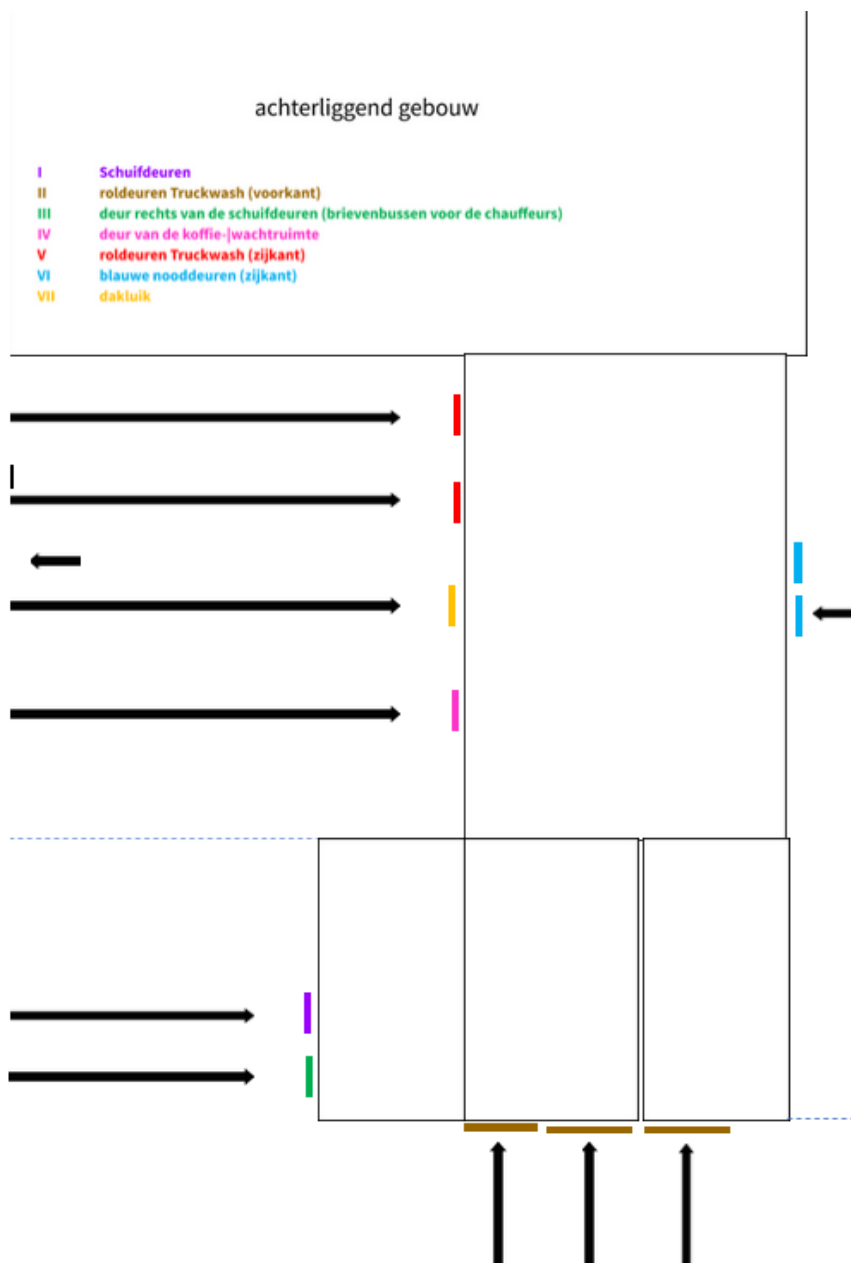 achterliggend gebouw
I Schuifdeuren
II roldeuren Truckwash (voorkant)
III deur rechts van de schuifdeuren (brievenbussen voor de chauffeurs)
IV deur van de koffie-|wachtruimte
V roldeuren Truckwash (zijkant)
VI blauwe nooddeuren (zijkant)
VII dakluik